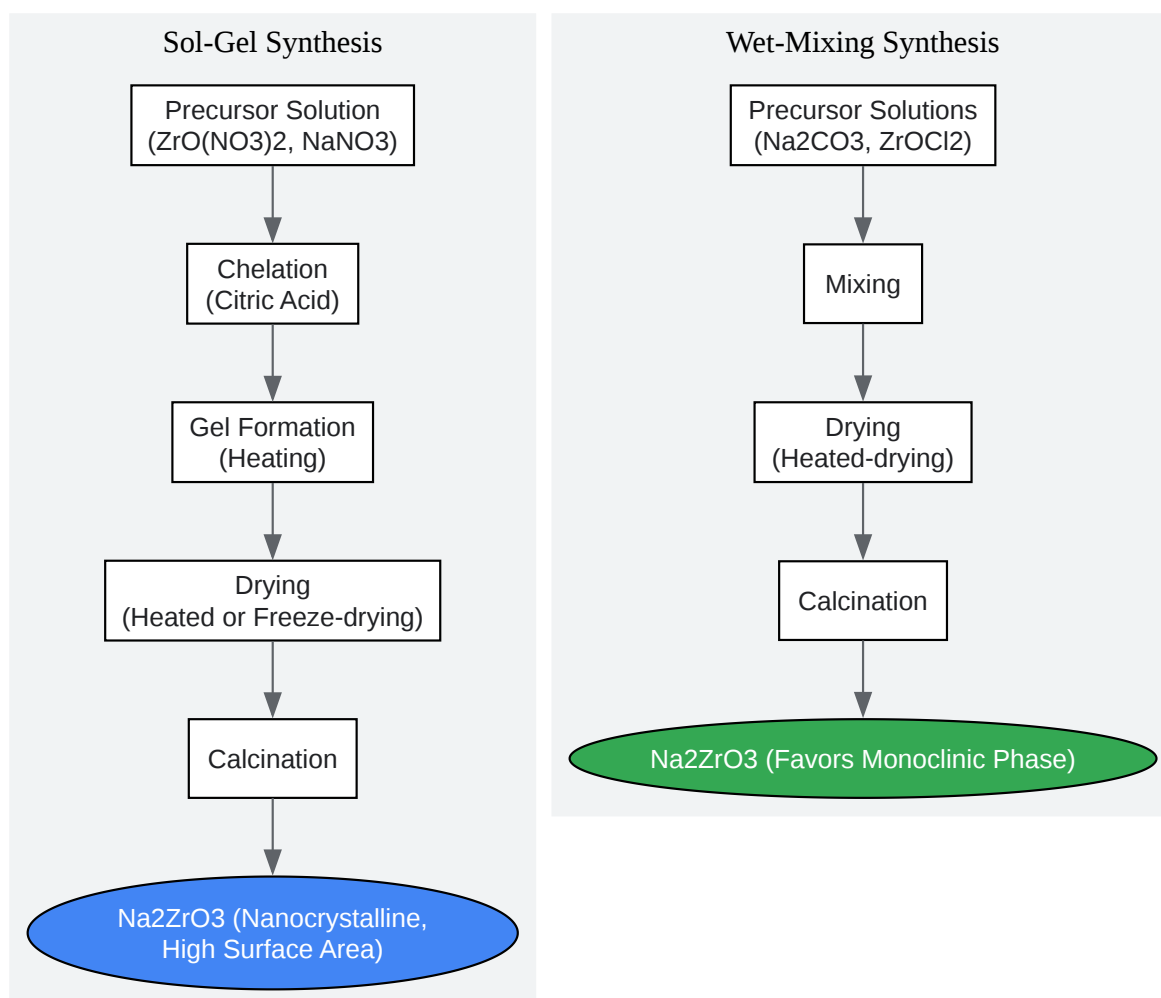 Sol-Gel Synthesis
Precursor Solution
(ZrO(NO3)2, NaNO3)
Chelation
(Citric Acid)
Gel Formation
(Heating)
Drying
(Heated or Freeze-drying)
Calcination
Na2ZrO3 (Nanocrystalline,
High Surface Area)
Wet-Mixing Synthesis
Precursor Solutions
(Na2CO3, ZrOCl2)
Mixing
Drying
(Heated-drying)
Calcination
Na2ZrO3 (Favors Monoclinic Phase)